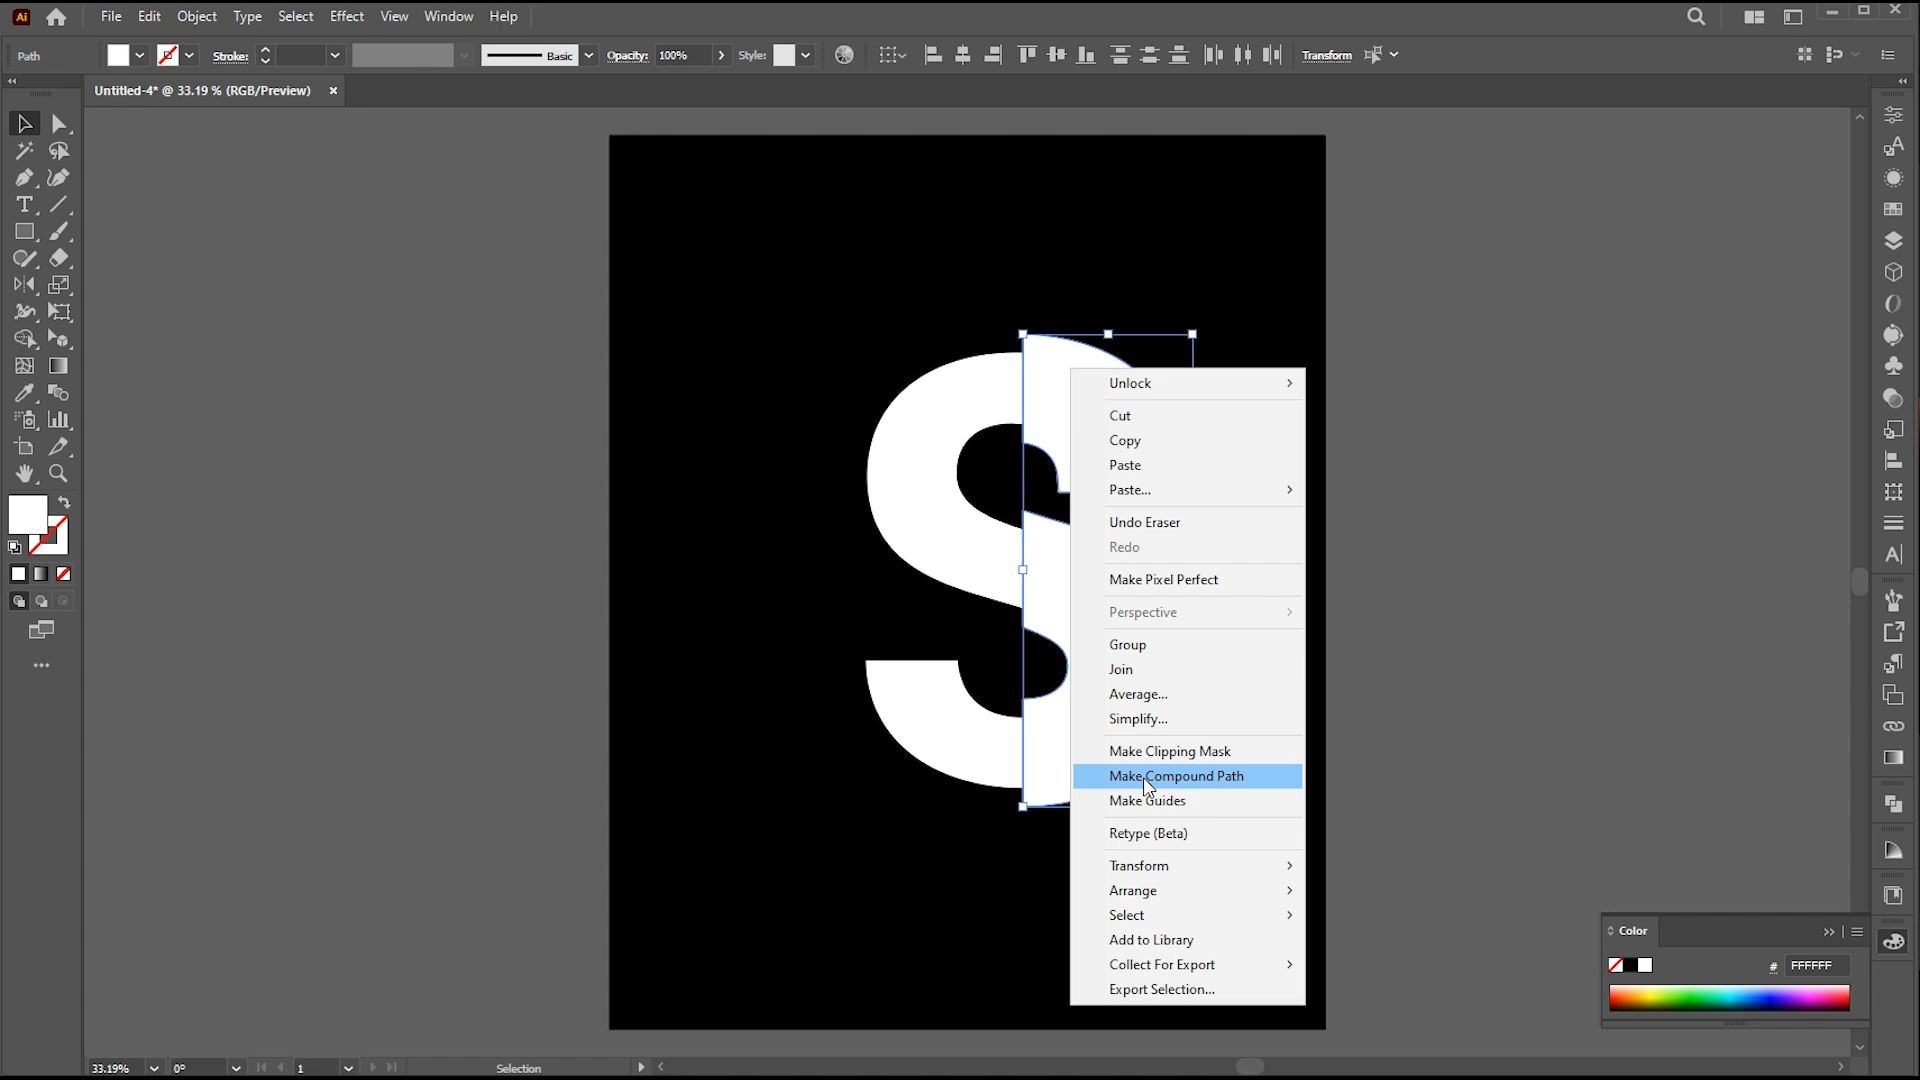 Ai File Edit Object Type Select Effect View Window Help
Path Stroke: Basic Opacity: 100% Style: Transform
Untitled-4* @ 33.19 % (RGB/Preview) ×
S
Unlock
Cut
Copy
Paste
Paste...
Undo Eraser
Redo
Make Pixel Perfect
Perspective
Group
Join
Average...
Simplify...
Make Clipping Mask
Make Compound Path
Make Guides
Retype (Beta)
Transform
Arrange
Select
Add to Library
Collect For Export
Export Selection...
Color
# FFFFFF
33.19% 0° 1 Selection